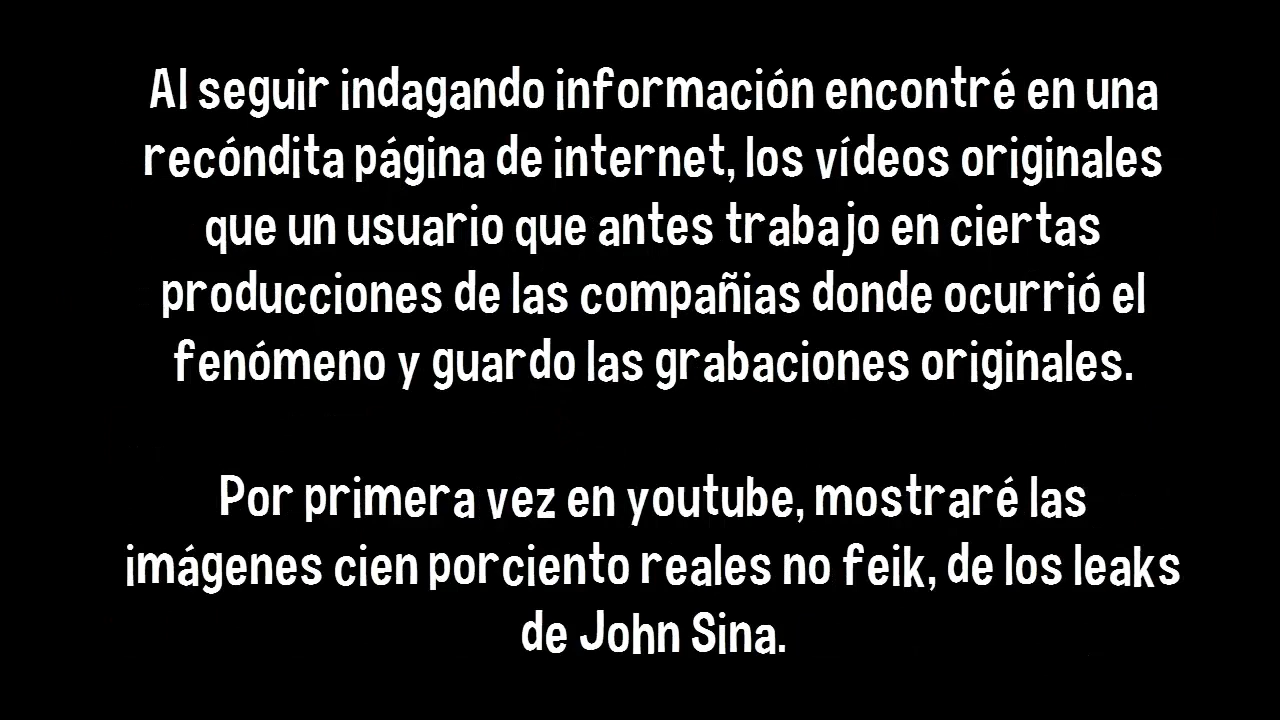 Al seguir indagando información encontré en una
recóndita página de internet, los vídeos originales
que un usuario que antes trabajo en ciertas
producciones de las compañias donde ocurrió el
fenómeno y guardo las grabaciones originales.
Por primera vez en youtube, mostraré las
imágenes cien porciento reales no feik, de los leaks
de John Sina.